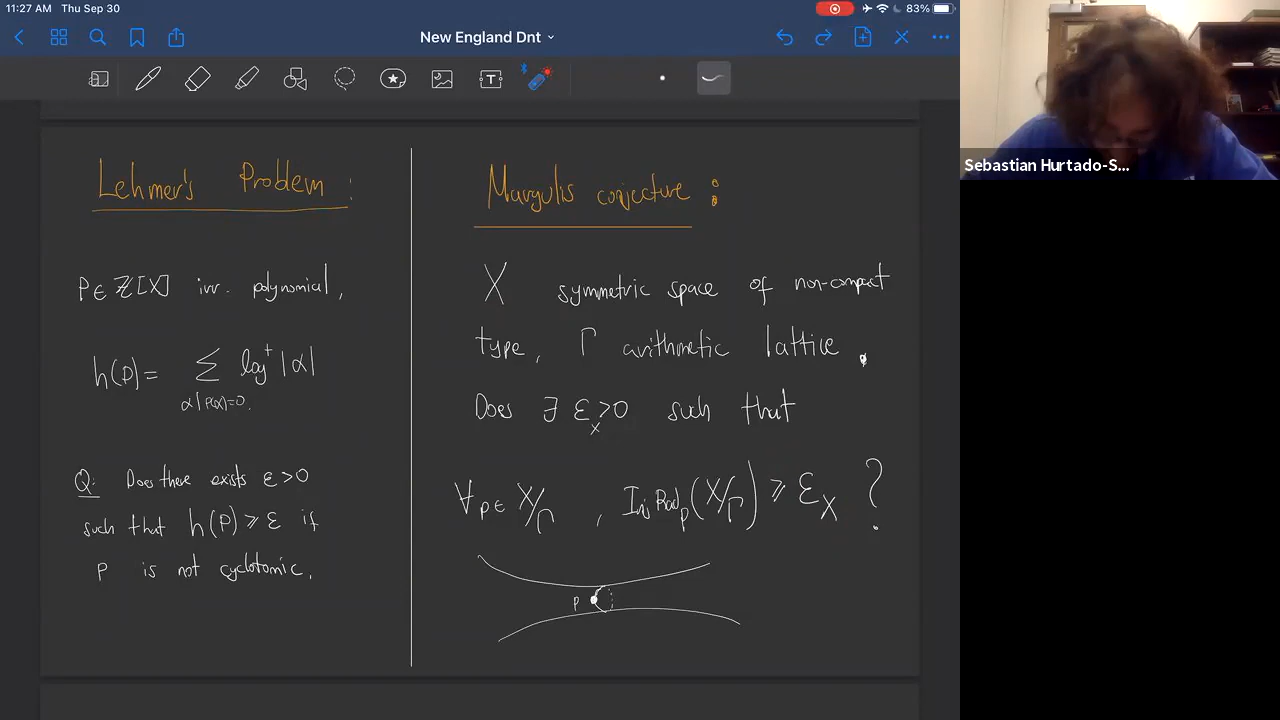 11:27 AM Thu Sep 30
83%
New England Dnt
T
Sebastian Hurtado-S...
Lehmer's Problem :
P ∈ ℤ[X] irr. polynomial,
h(P) = Σ log⁺ |α|
α | P(α)=0.
Q: Does there exists ε > 0
such that h(P) ≥ ε if
P is not cyclotomic.
Margulis conjecture :
X symmetric space of non-compact
type, Γ arithmetic lattice.
Does ∃ ε_X > 0 such that
∀ p ∈ X/Γ , InjRad_p (X/Γ) ≥ ε_X ?
p